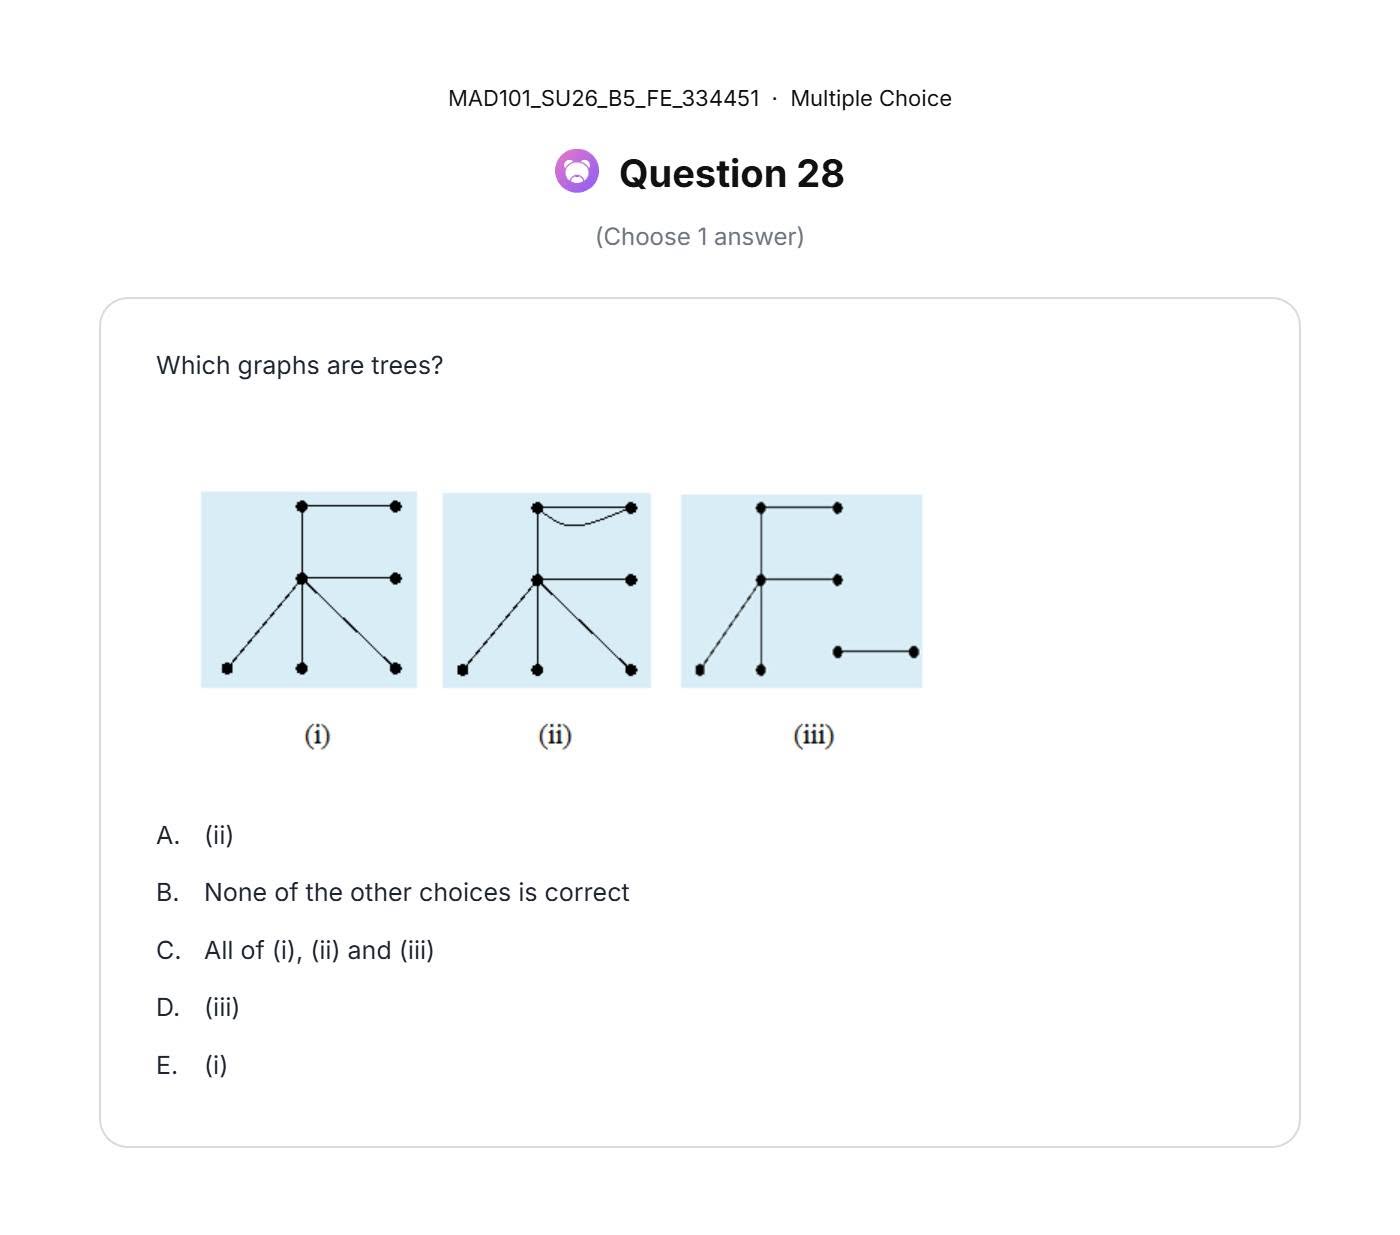 MAD101_SU26_B5_FE_334451 · Multiple Choice
Question 28
(Choose 1 answer)
Which graphs are trees?
(i) (ii) (iii)
A. (ii)
B. None of the other choices is correct
C. All of (i), (ii) and (iii)
D. (iii)
E. (i)